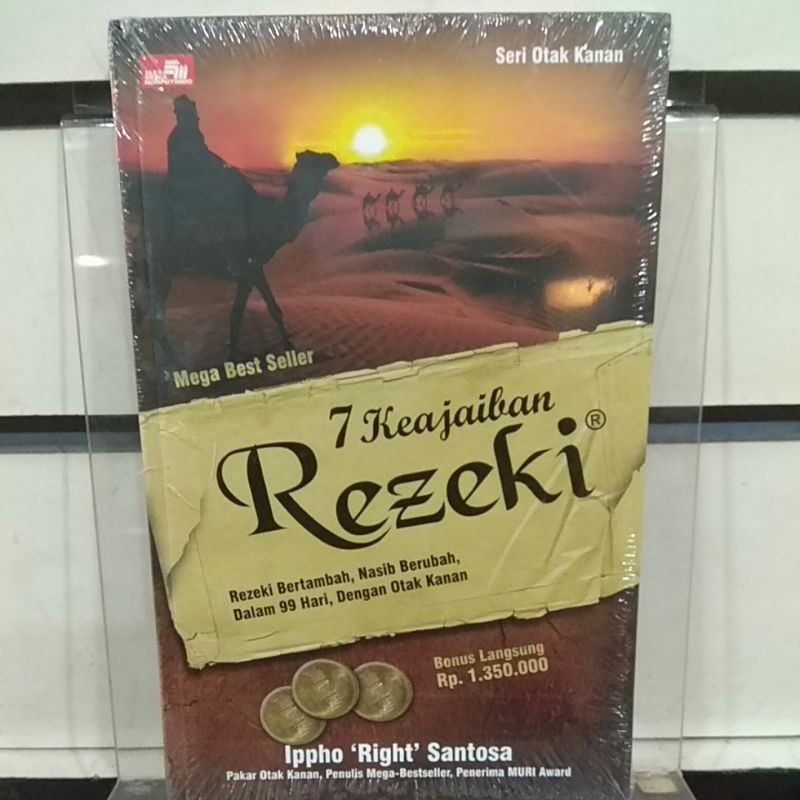 Seri Otak Kanan
Mega Best Seller
7 Keajaiban
Rezeki®
Rezeki Bertambah, Nasib Berubah,
Dalam 99 Hari, Dengan Otak Kanan
Bonus Langsung
Rp. 1.350.000
Ippho ‘Right’ Santosa
Pakar Otak Kanan, Penulis Mega-Bestseller, Penerima MURI Award